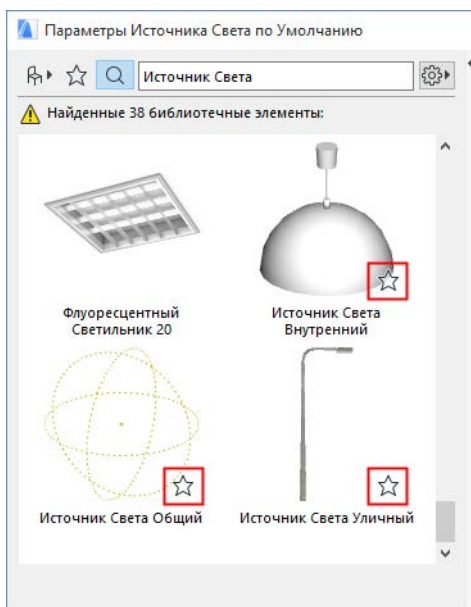 Параметры Источника Света по Умолчанию
Источник Света
Найденные 38 библиотечные элементы:
Флуоресцентный
Светильник 20
Источник Света
Внутренний
Источник Света Общий
Источник Света Уличный